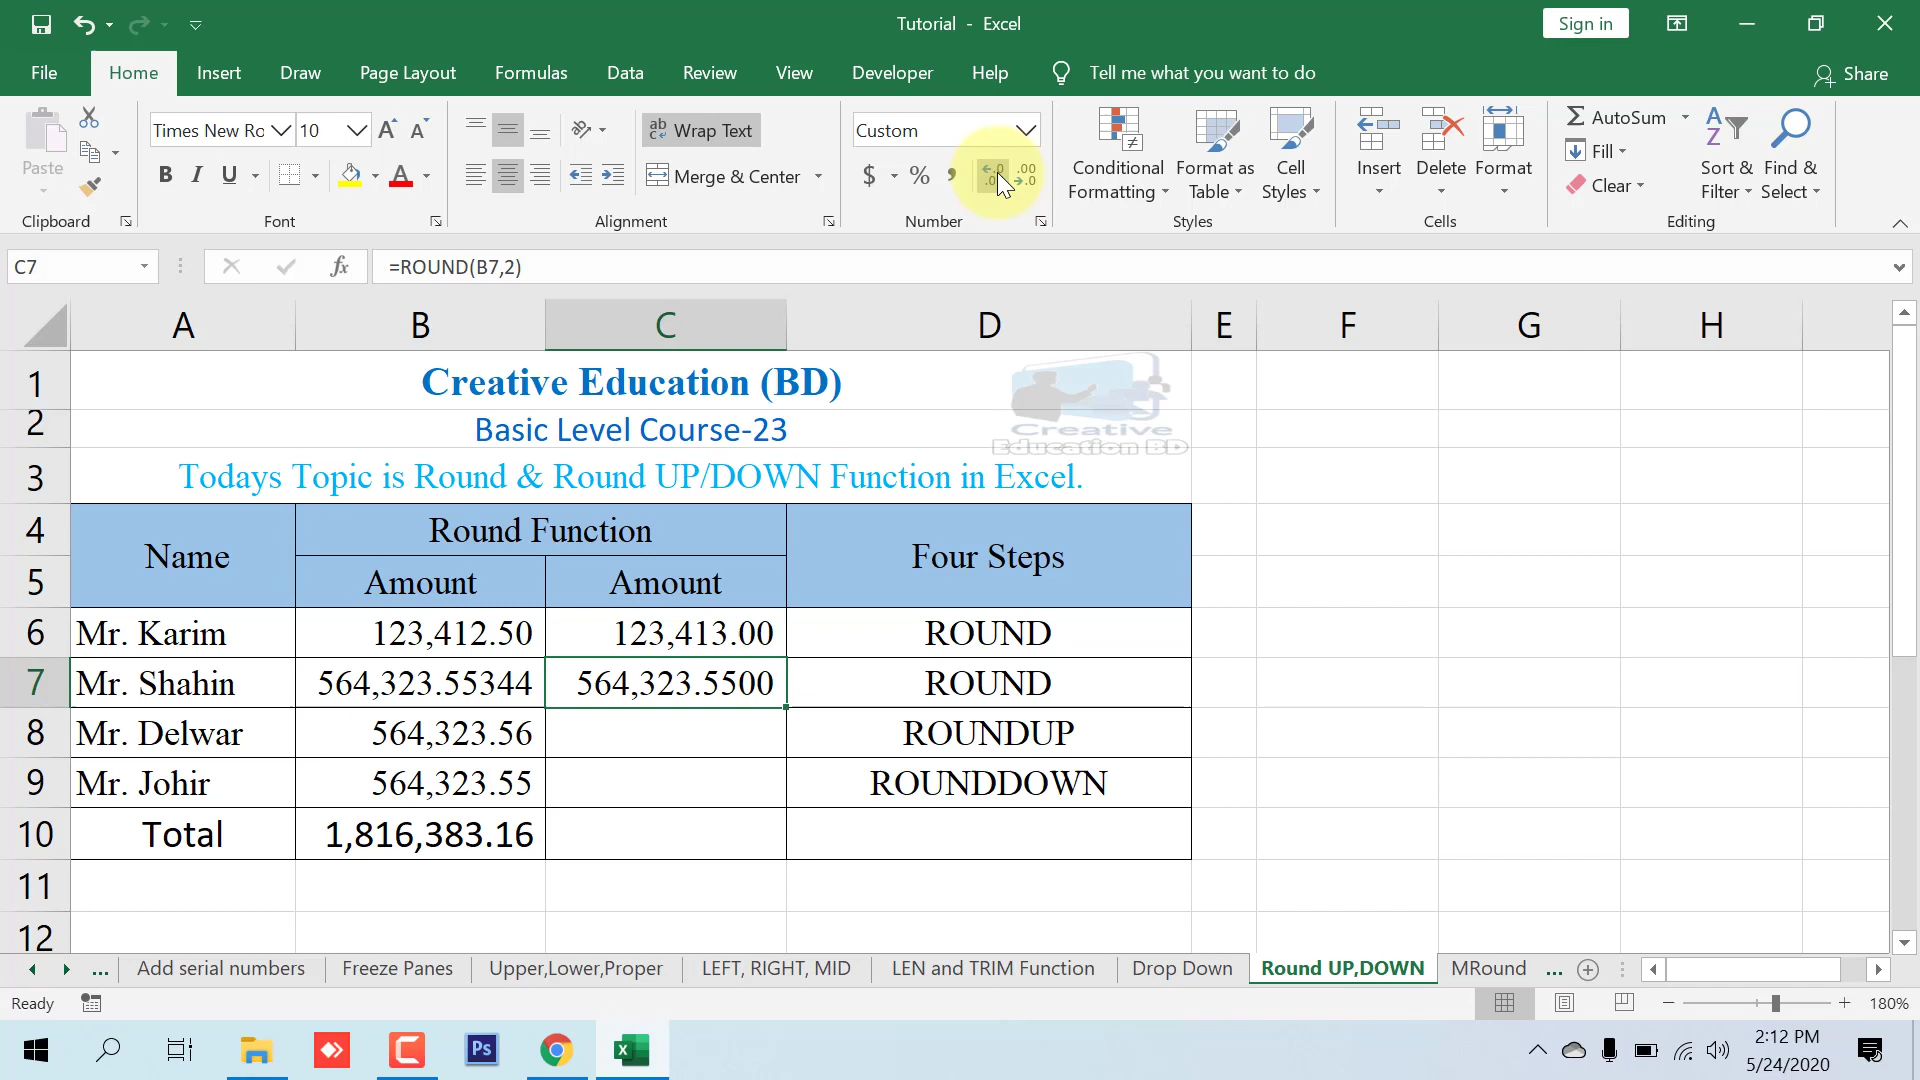 Tutorial - Excel
Sign in
File Home Insert Draw Page Layout Formulas Data Review View Developer Help Tell me what you want to do Share
Paste
Clipboard
Times New Ro 10
B I U A
Font
ab Wrap Text
Merge & Center
Alignment
Custom
$ % ,
Number
Conditional Formatting
Format as Table
Cell Styles
Styles
Insert
Delete
Format
Cells
AutoSum
Fill
Clear
Sort & Filter
Find & Select
Editing
C7 fx =ROUND(B7,2)
A B C D E F G H
1 Creative Education (BD)
Creative
Education BD
2 Basic Level Course-23
3 Todays Topic is Round & Round UP/DOWN Function in Excel.
4 Name Round Function Four Steps
5 Amount Amount
6 Mr. Karim 123,412.50 123,413.00 ROUND
7 Mr. Shahin 564,323.55344 564,323.5500 ROUND
8 Mr. Delwar 564,323.56 ROUNDUP
9 Mr. Johir 564,323.55 ROUNDDOWN
10 Total 1,816,383.16
11
12
... Add serial numbers Freeze Panes Upper,Lower,Proper LEFT, RIGHT, MID LEN and TRIM Function Drop Down Round UP,DOWN MRound ...
Ready 180%
Ps
2:12 PM
5/24/2020